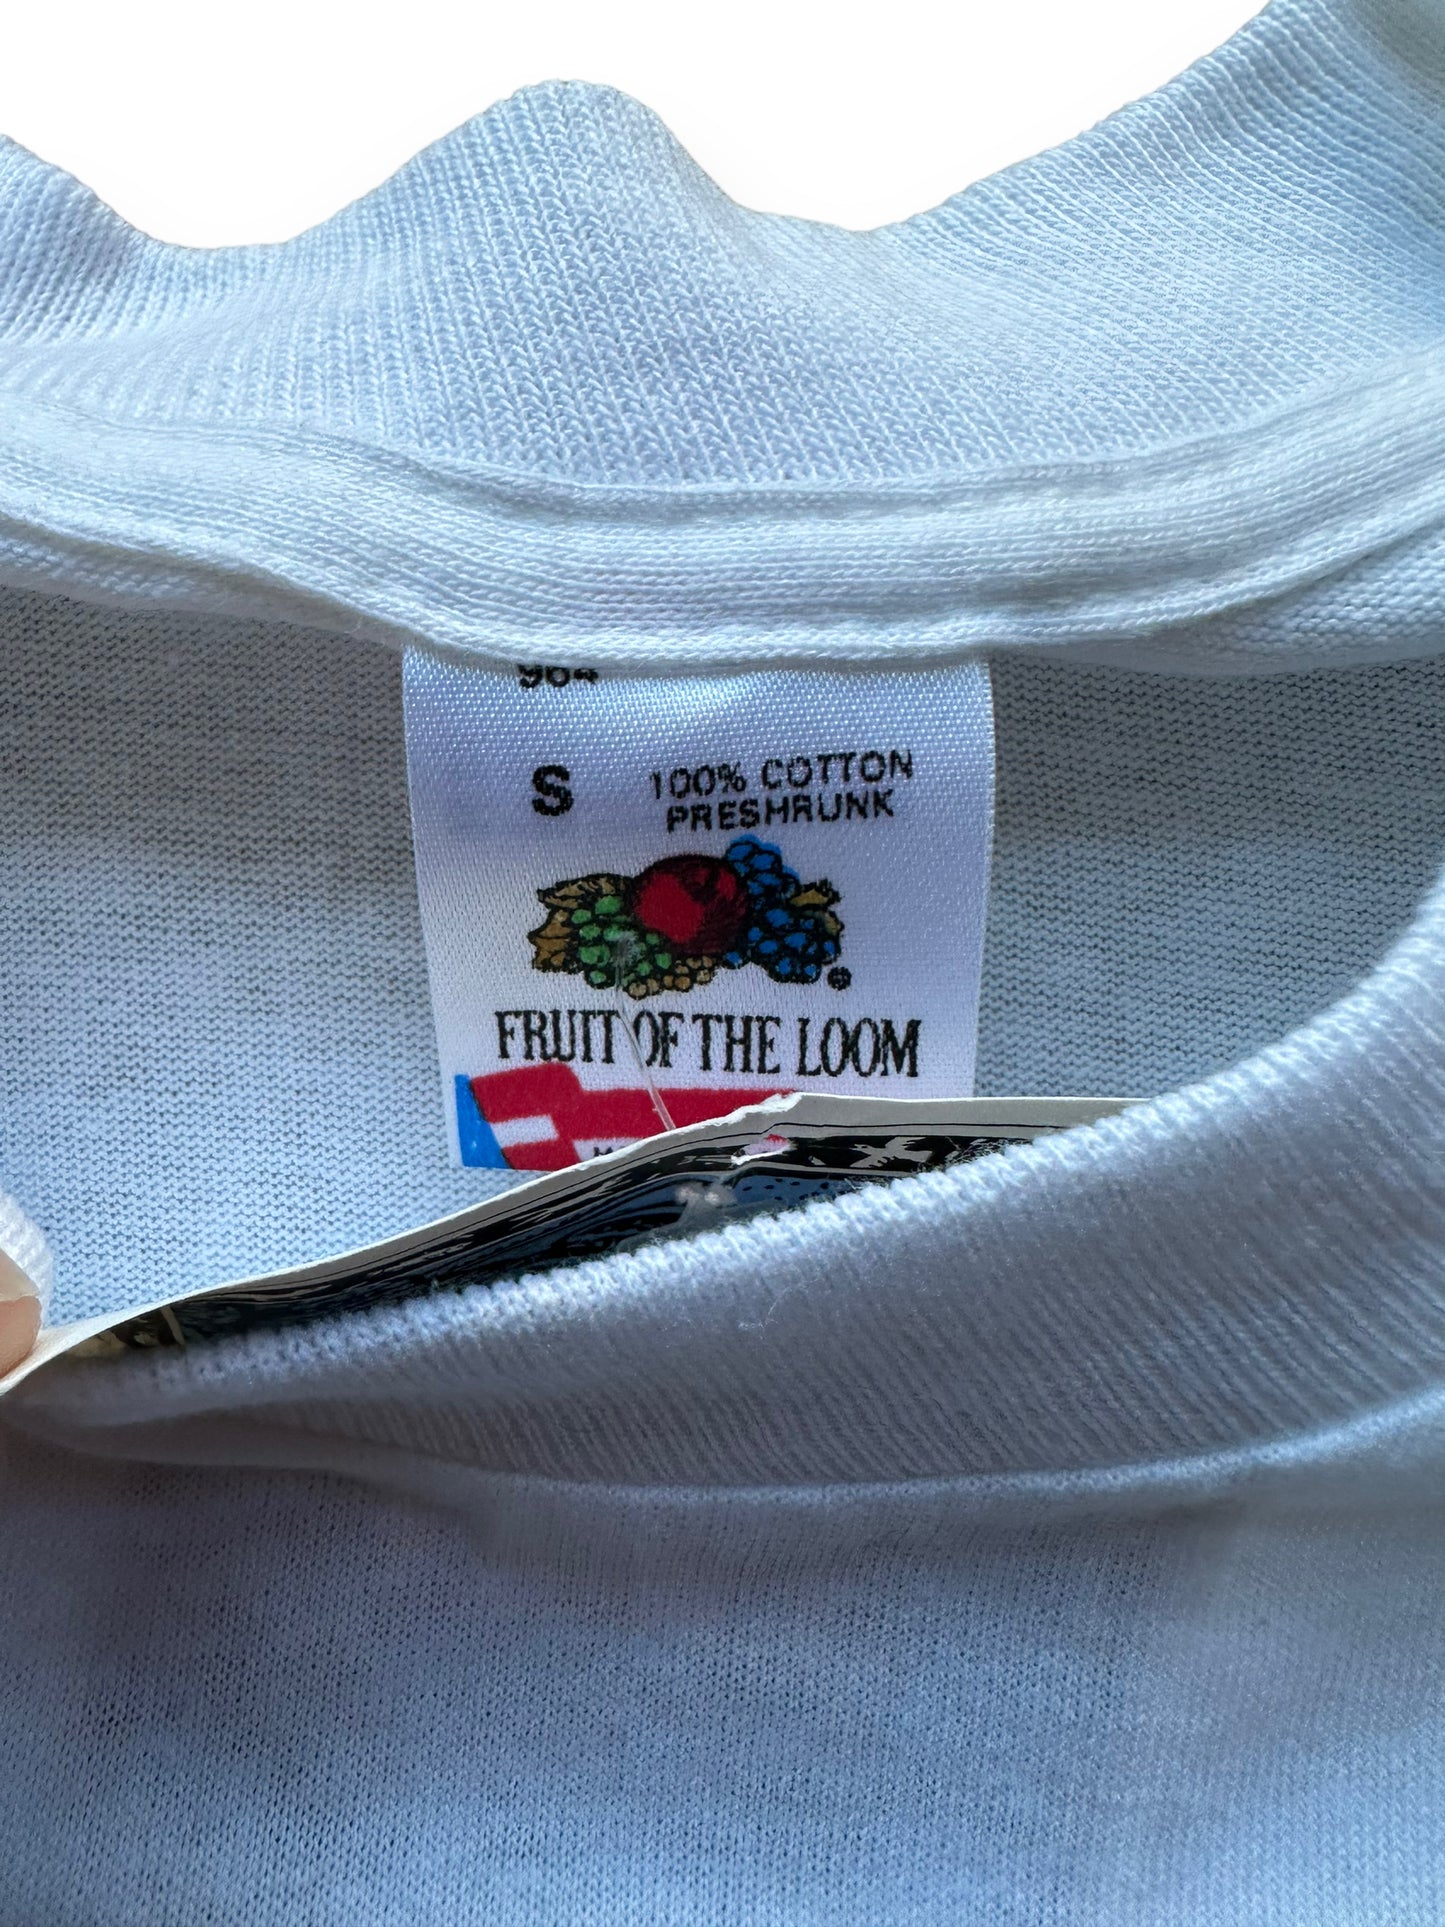 S
100% COTTON
PRESHRUNK
®
FRUIT OF THE LOOM